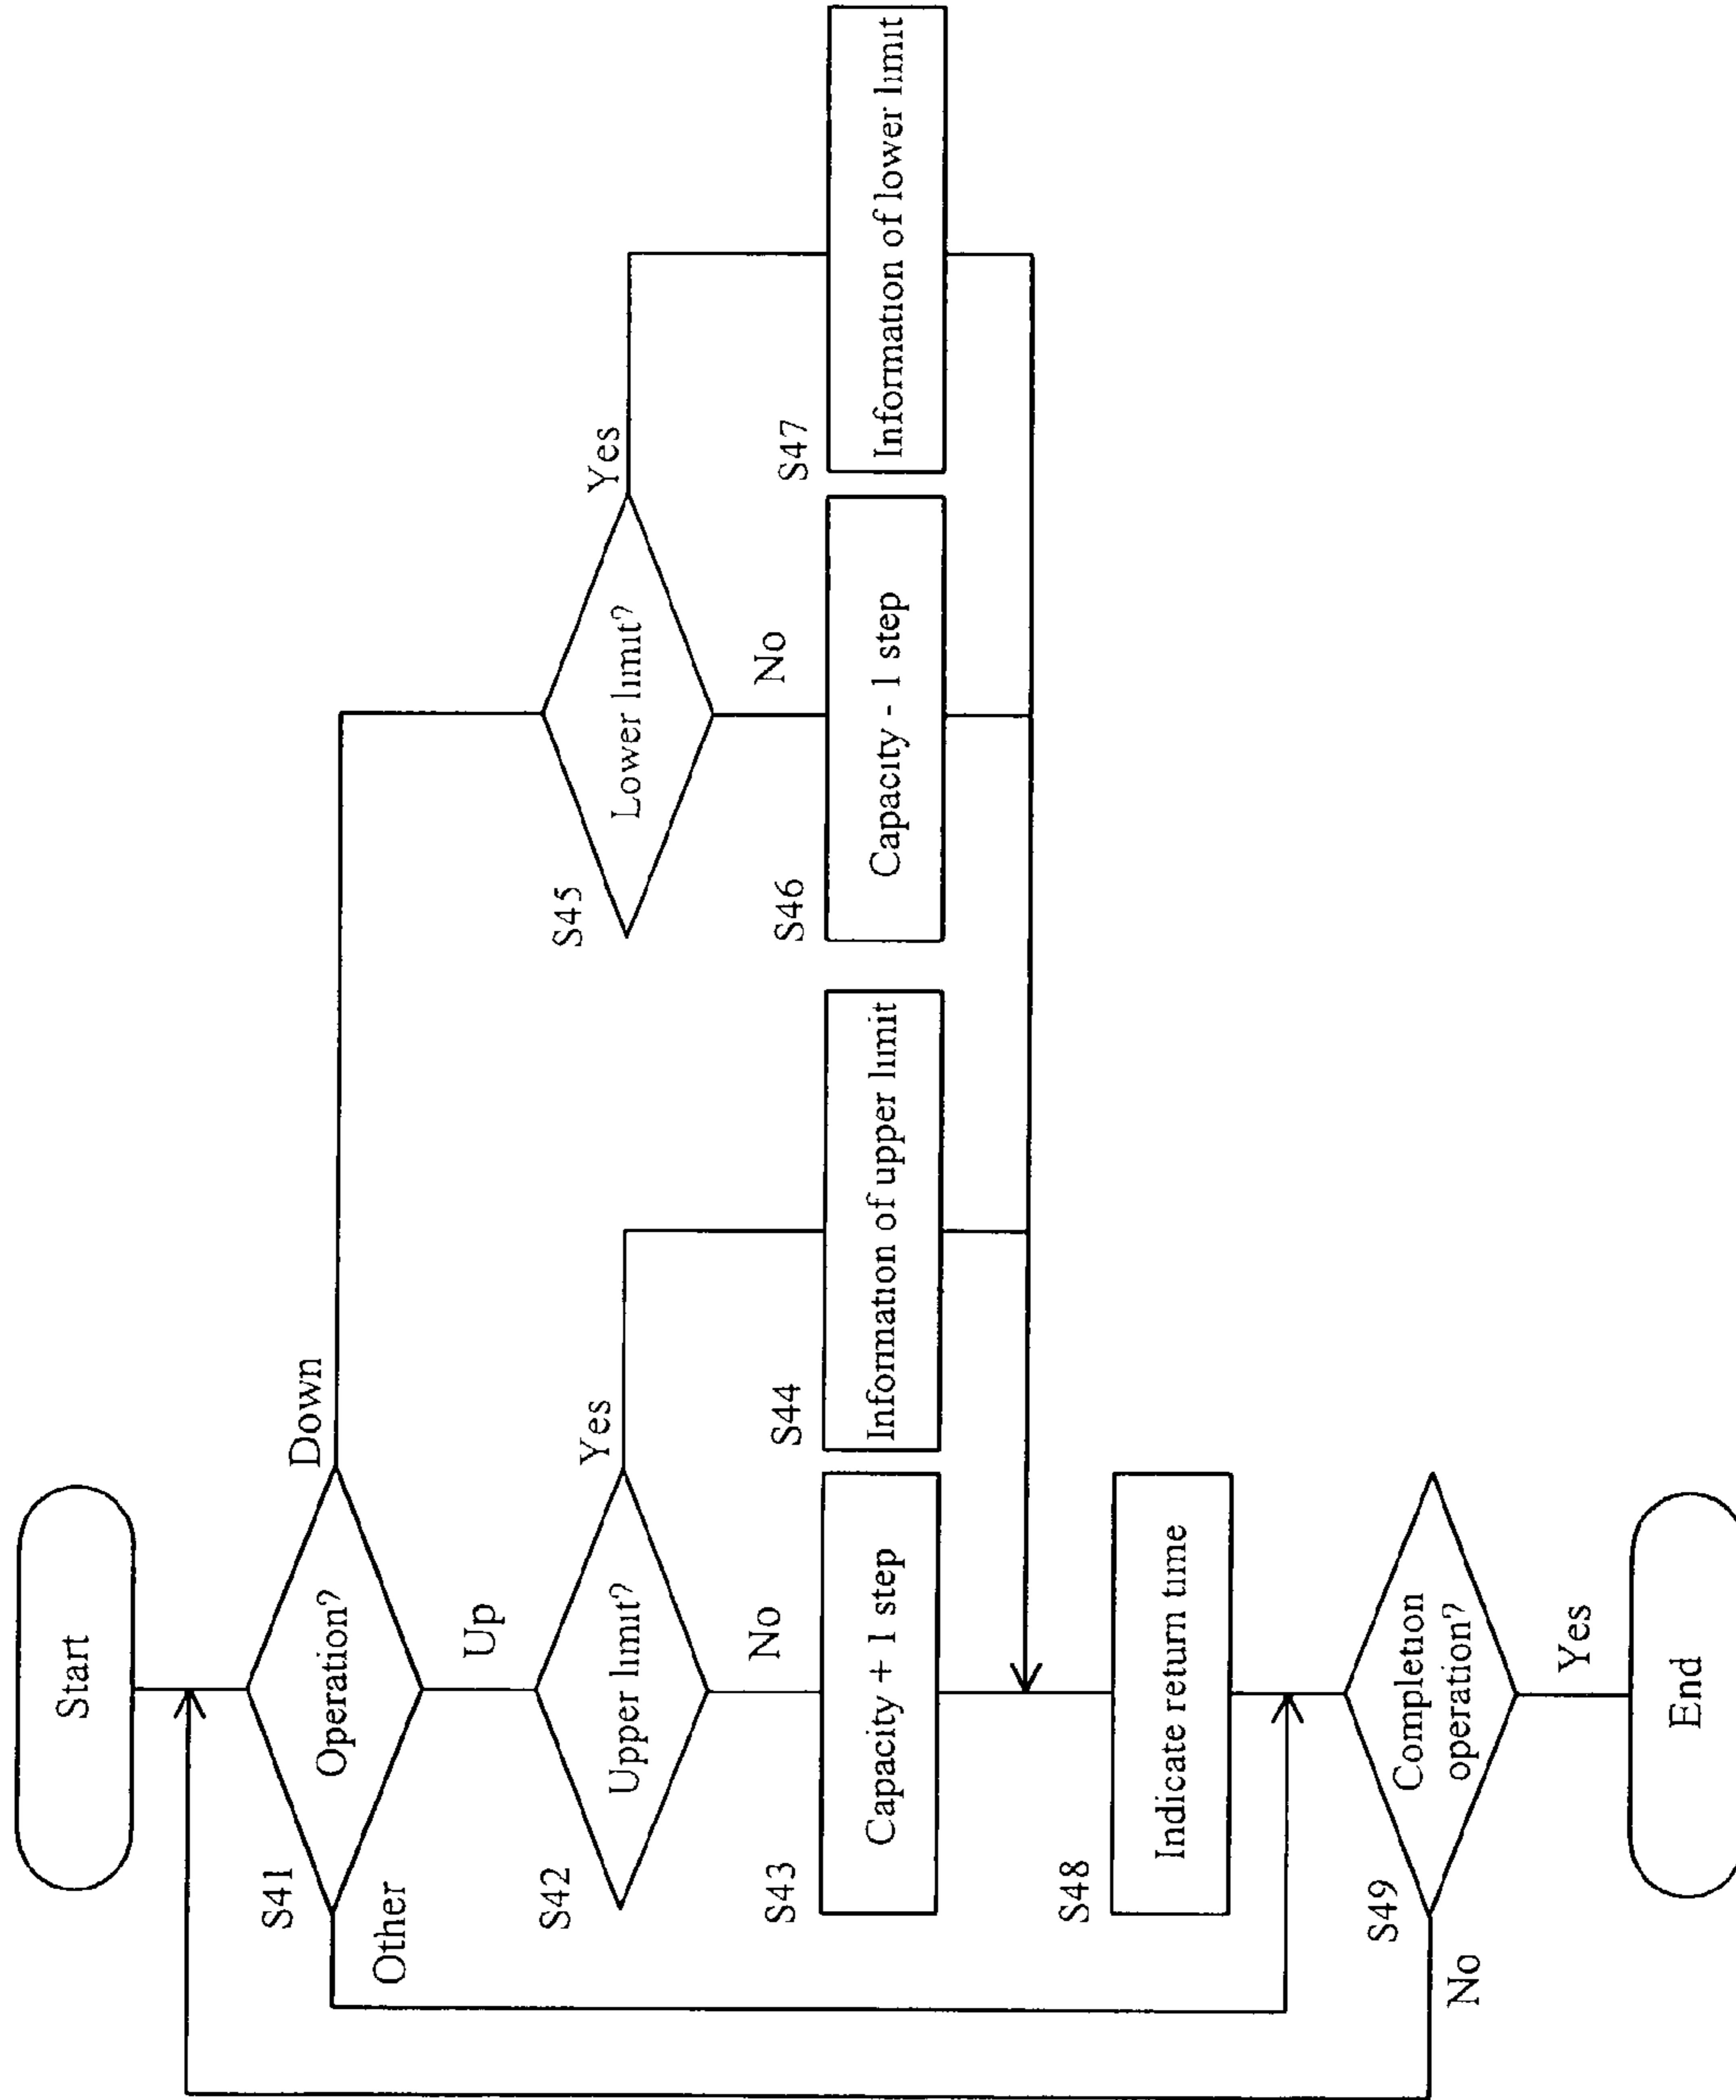 Start
S41
Operation?
Down
Other
Up
S42
Upper limit?
Yes
No
S45
Lower limit?
Yes
No
S43
Capacity + 1 step
S44
Information of upper limit
S46
Capacity - 1 step
S47
Information of lower limit
S48
Indicate return time
S49
Completion
operation?
No
Yes
End